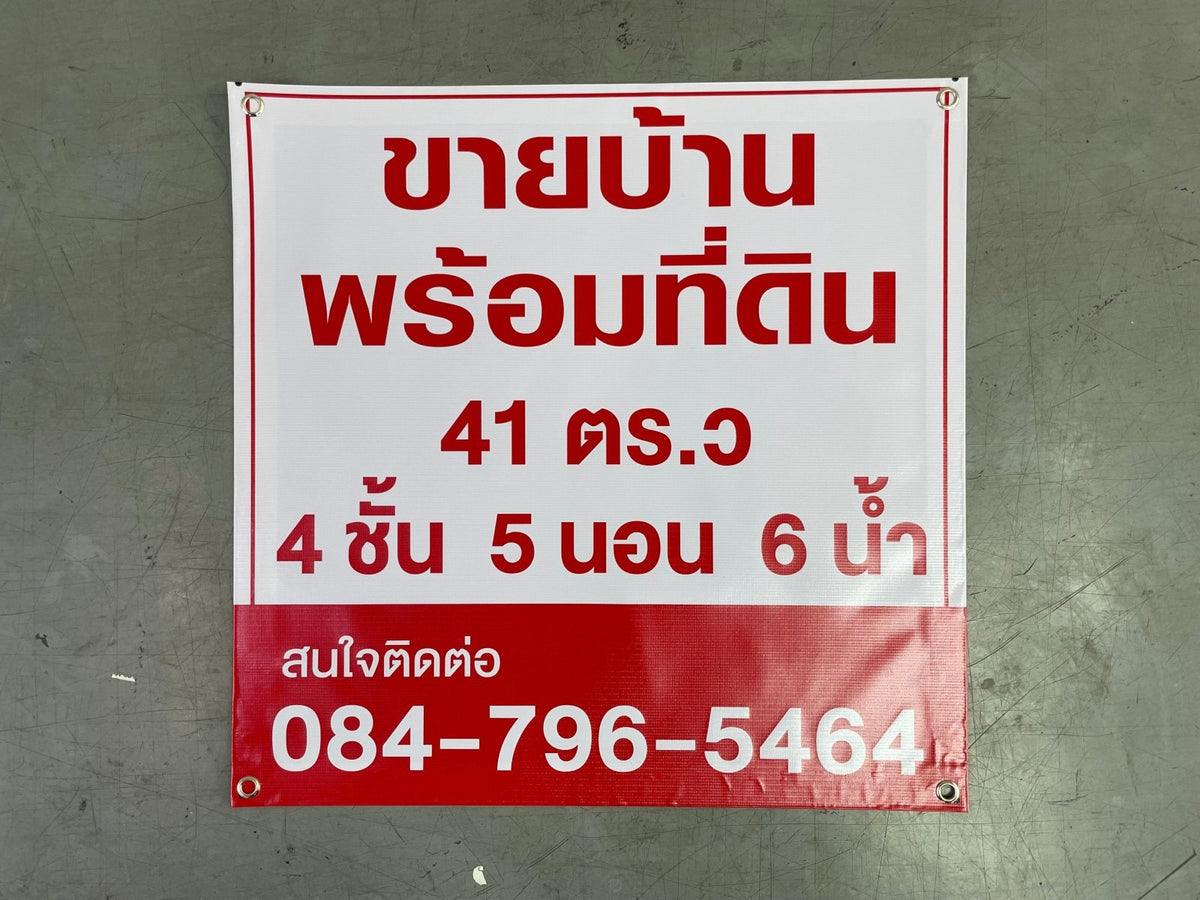 ขายบ้าน
พร้อมที่ดิน
41 ตร.ว
4 ชั้น 5 นอน 6 น้ำ
สนใจติดต่อ
084-796-5464